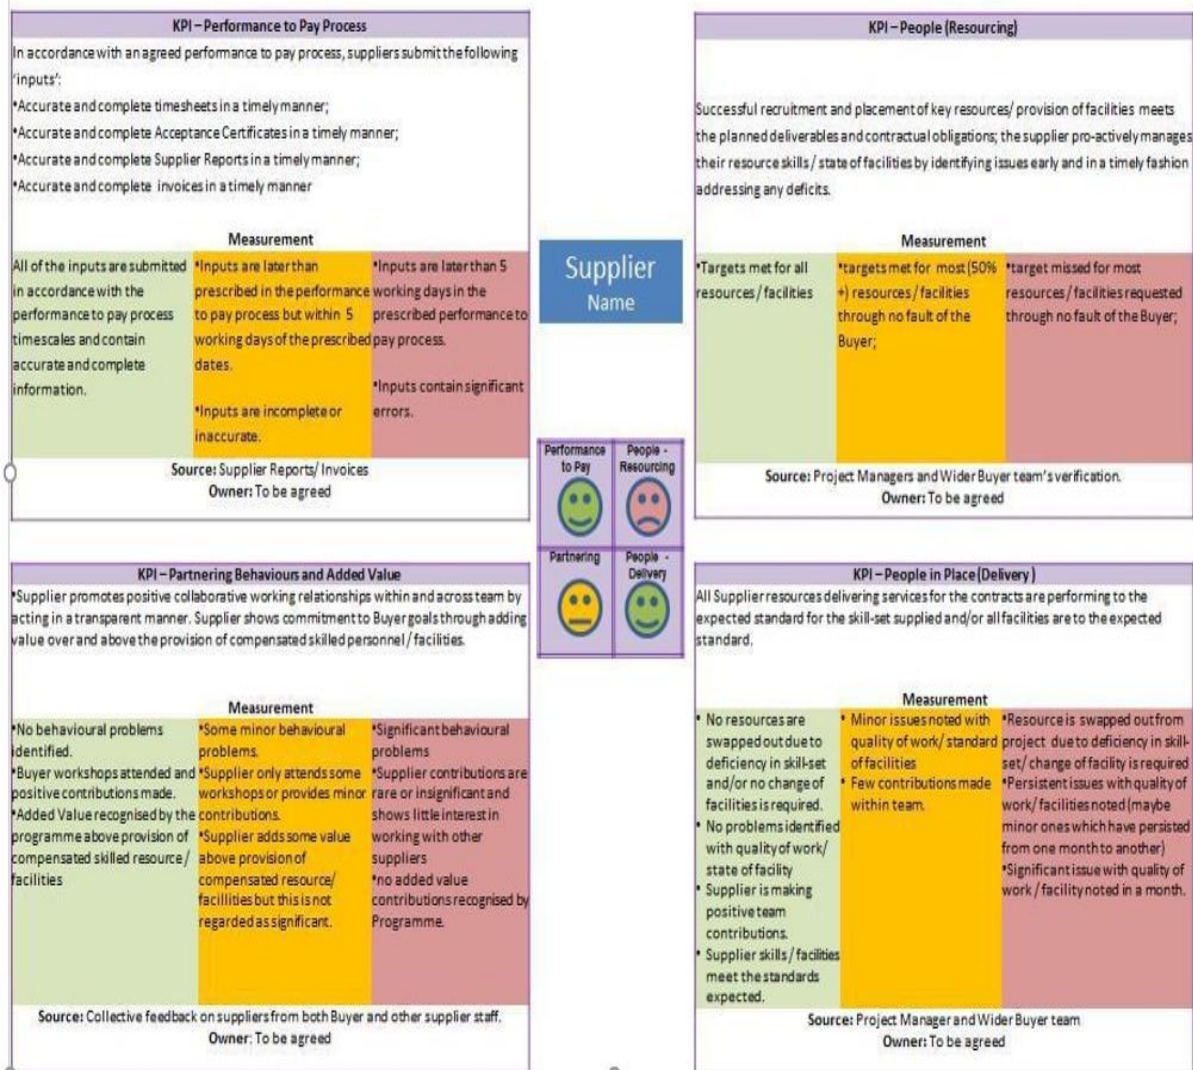 KPI – Performance to Pay Process
In accordance with an agreed performance to pay process, suppliers submit the following
'inputs':
•Accurate and complete timesheets in a timely manner;
•Accurate and complete Acceptance Certificates in a timely manner;
•Accurate and complete Supplier Reports in a timely manner;
•Accurate and complete invoices in a timely manner
Measurement
All of the inputs are submitted
in accordance with the
performance to pay process
timescales and contain
accurate and complete
information.
•Inputs are later than
prescribed in the performance
to pay process but within 5
working days of the prescribed
dates.
•Inputs are incomplete or
inaccurate.
•Inputs are later than 5
working days in the
prescribed performance to
pay process.
•Inputs contain significant
errors.
Source: Supplier Reports/ Invoices
Owner: To be agreed
KPI – People (Resourcing)
Successful recruitment and placement of key resources/ provision of facilities meets
the planned deliverables and contractual obligations; the supplier pro-actively manages
their resource skills / state of facilities by identifying issues early and in a timely fashion
addressing any deficits.
Measurement
•Targets met for all
resources / facilities
•targets met for most (50%
+) resources / facilities
through no fault of the
Buyer;
•target missed for most
resources / facilities requested
through no fault of the Buyer;
Source: Project Managers and Wider Buyer team's verification.
Owner: To be agreed
Supplier
Name
Performance
to Pay
People -
Resourcing
Partnering
People -
Delivery
KPI – Partnering Behaviours and Added Value
•Supplier promotes positive collaborative working relationships within and across team by
acting in a transparent manner. Supplier shows commitment to Buyer goals through adding
value over and above the provision of compensated skilled personnel / facilities.
Measurement
•No behavioural problems
identified.
•Buyer workshops attended and
positive contributions made.
•Added Value recognised by the
programme above provision of
compensated skilled resource /
facilities
•Some minor behavioural
problems.
•Supplier only attends some
workshops or provides minor
contributions.
•Supplier adds some value
above provision of
compensated resource/
facillities but this is not
regarded as significant.
•Significant behavioural
problems
•Supplier contributions are
rare or insignificant and
shows little interest in
working with other
suppliers
•no added value
contributions recognised by
Programme.
Source: Collective feedback on suppliers from both Buyer and other supplier staff.
Owner: To be agreed
KPI – People in Place (Delivery )
All Supplier resources delivering services for the contracts are performing to the
expected standard for the skill-set supplied and/or all facilities are to the expected
standard.
Measurement
• No resources are
swapped out due to
deficiency in skill-set
and/or no change of
facilities is required.
• No problems identified
with quality of work/
state of facility
• Supplier is making
positive team
contributions.
• Supplier skills / facilities
meet the standards
expected.
• Minor issues noted with
quality of work/ standard
of facilities
• Few contributions made
within team.
•Resource is swapped out from
project due to deficiency in skill-
set/ change of facility is required
•Persistent issues with quality of
work/ facilities noted (maybe
minor ones which have persisted
from one month to another)
•Significant issue with quality of
work / facility noted in a month.
Source: Project Manager and Wider Buyer team
Owner: To be agreed